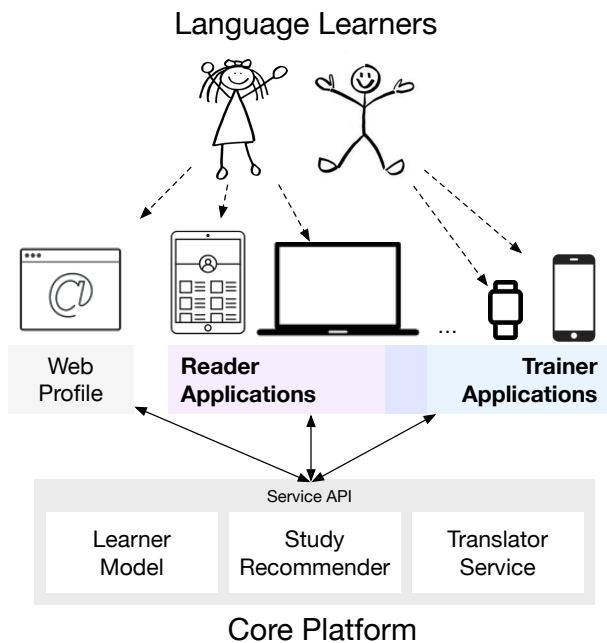 Language Learners
@
...
Web
Profile
Reader
Applications
Trainer
Applications
Service API
Learner
Model
Study
Recommender
Translator
Service
Core Platform